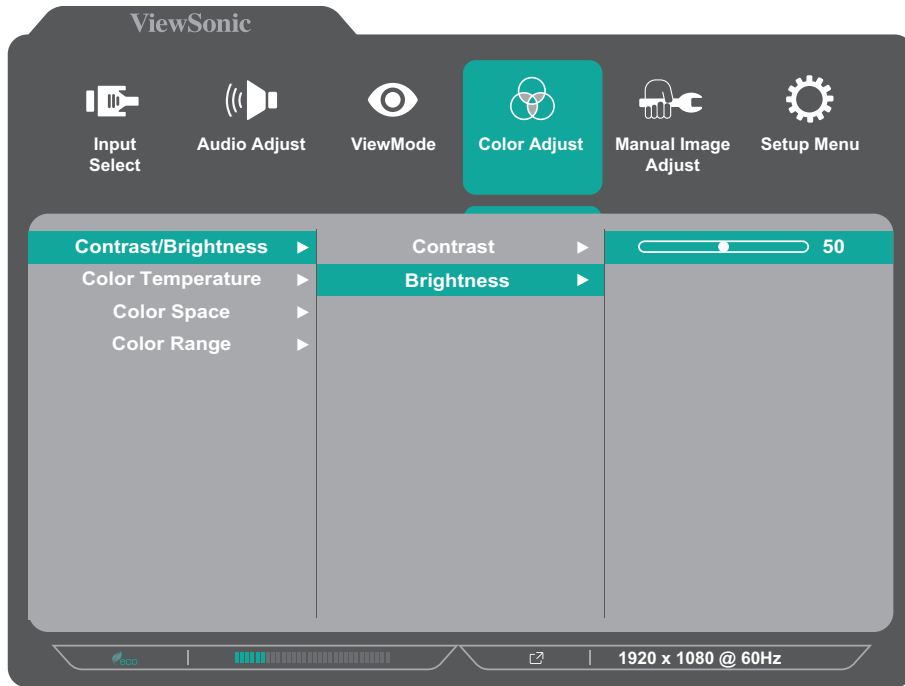 ViewSonic
Input
Select
Audio Adjust
ViewMode
Color Adjust
Manual Image
Adjust
Setup Menu
Contrast/Brightness
Contrast
50
Color Temperature
Brightness
Color Space
Color Range
eco
1920 x 1080 @ 60Hz